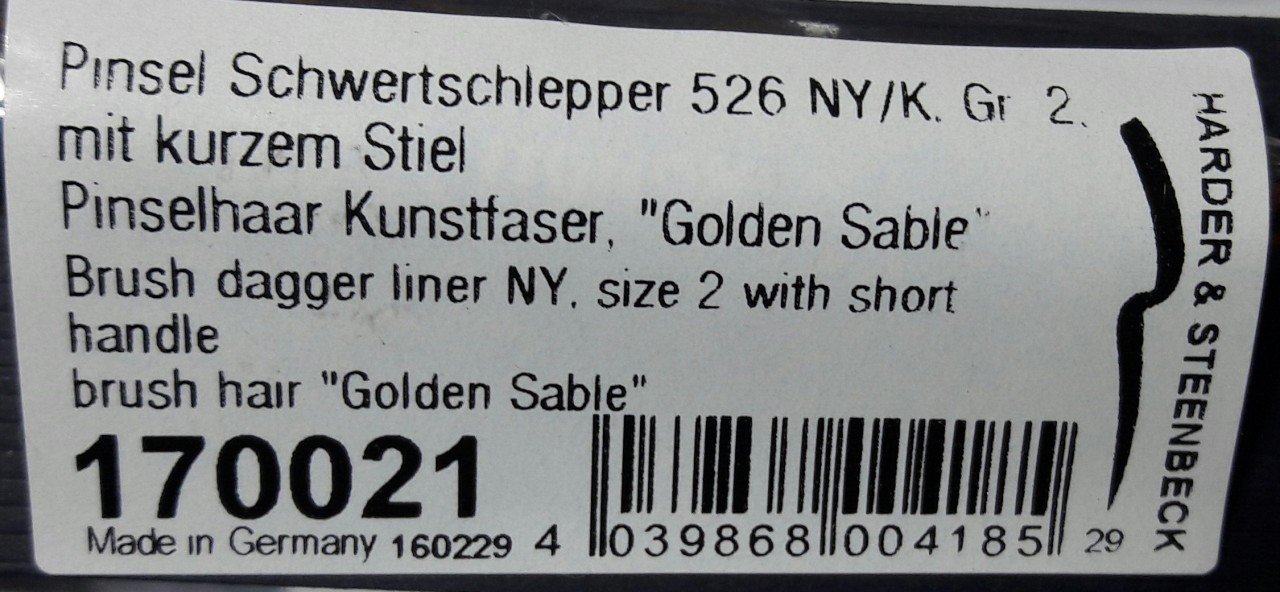 Pinsel Schwertschlepper 526 NY/K. Gr 2.
mit kurzem Stiel
Pinselhaar Kunstfaser, "Golden Sable"
Brush dagger liner NY. size 2 with short
handle
brush hair "Golden Sable"
170021
Made in Germany 160229
4 039868 004185 29
HARDER & STEENBECK